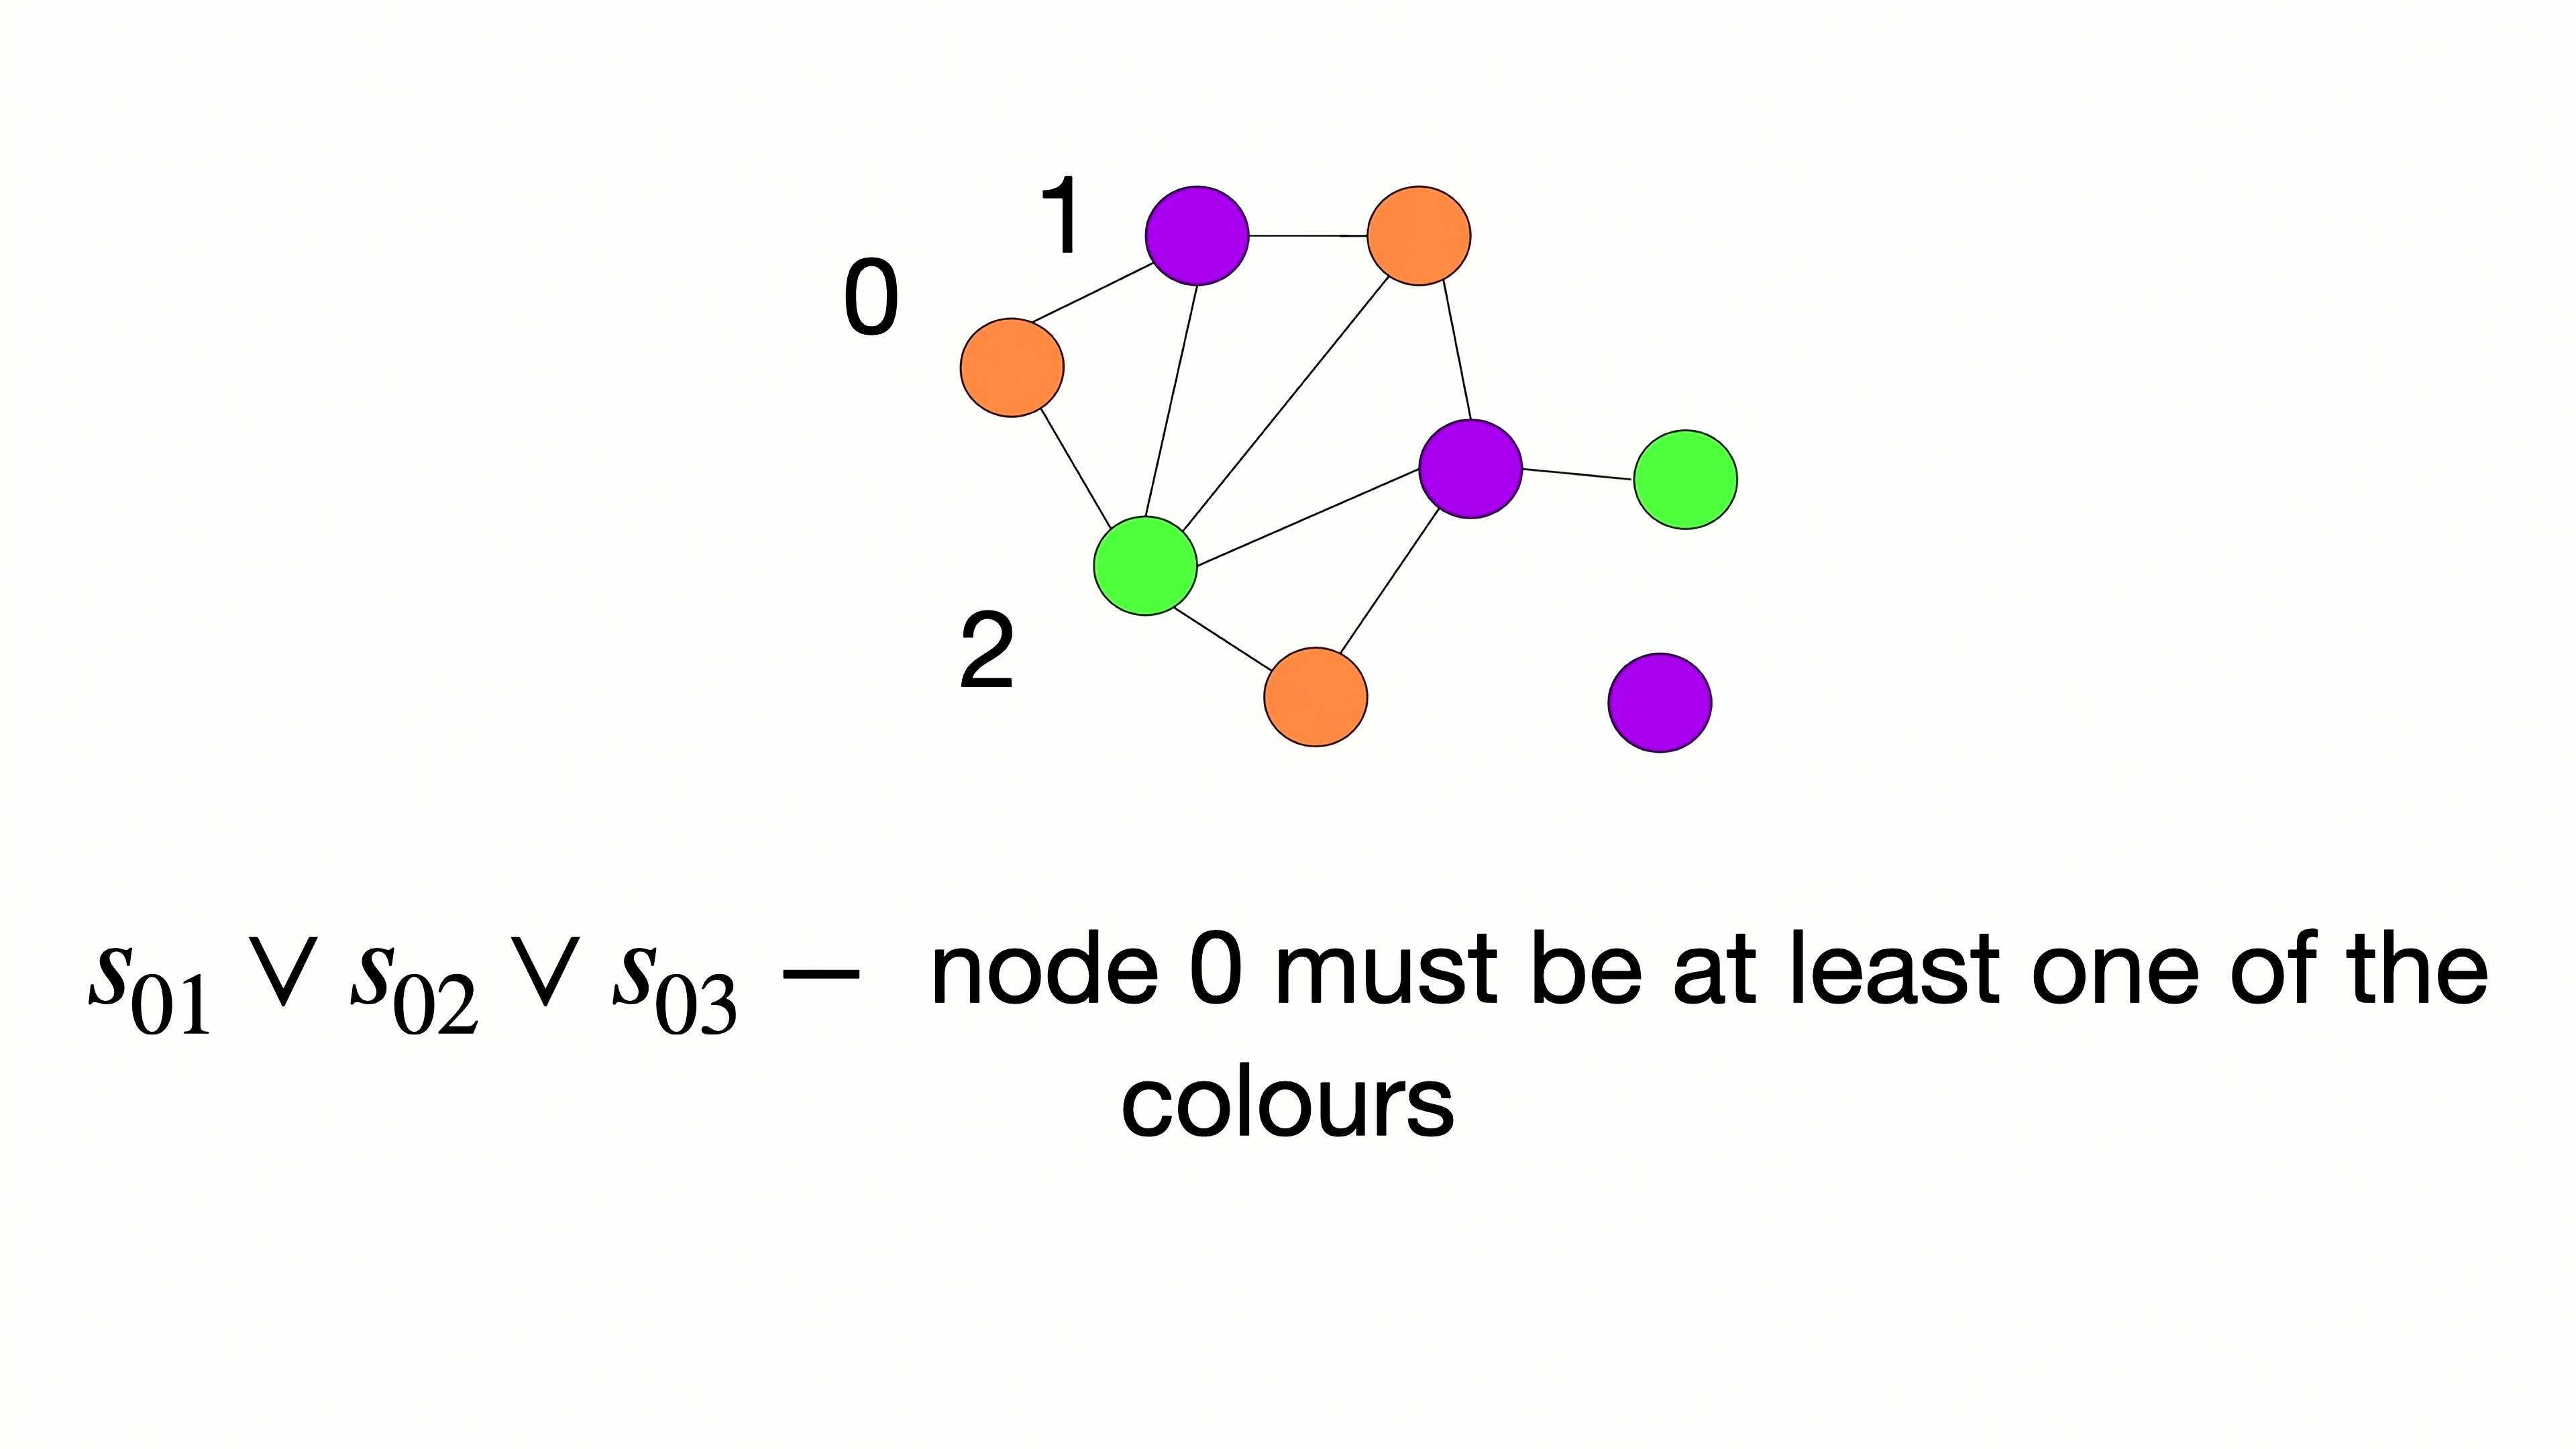 1
0
2
s₀₁ ∨ s₀₂ ∨ s₀₃ – node 0 must be at least one of the
colours